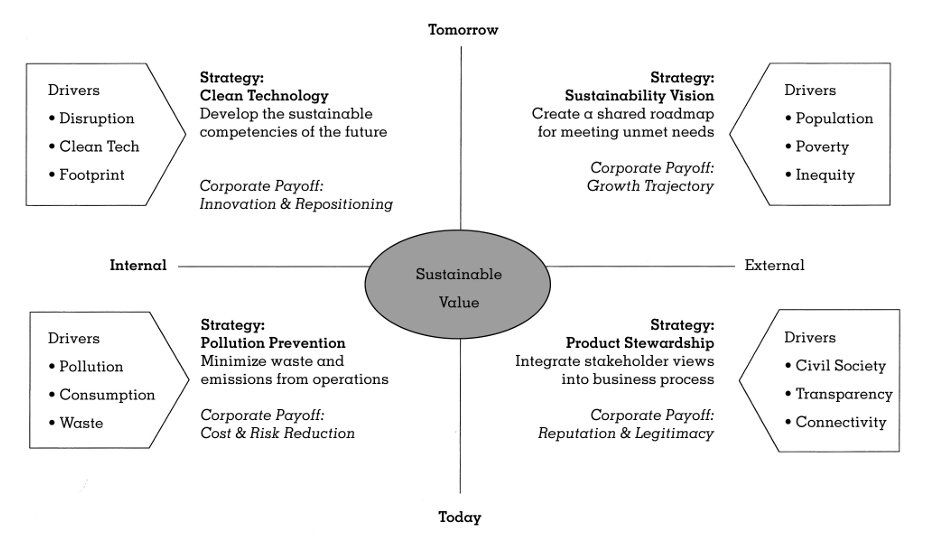 Tomorrow
Drivers
• Disruption
• Clean Tech
• Footprint
Strategy:
Clean Technology
Develop the sustainable
competencies of the future
Corporate Payoff:
Innovation & Repositioning
Strategy:
Sustainability Vision
Create a shared roadmap
for meeting unmet needs
Corporate Payoff:
Growth Trajectory
Drivers
• Population
• Poverty
• Inequity
Internal
Sustainable
Value
External
Drivers
• Pollution
• Consumption
• Waste
Strategy:
Pollution Prevention
Minimize waste and
emissions from operations
Corporate Payoff:
Cost & Risk Reduction
Strategy:
Product Stewardship
Integrate stakeholder views
into business process
Corporate Payoff:
Reputation & Legitimacy
Drivers
• Civil Society
• Transparency
• Connectivity
Today